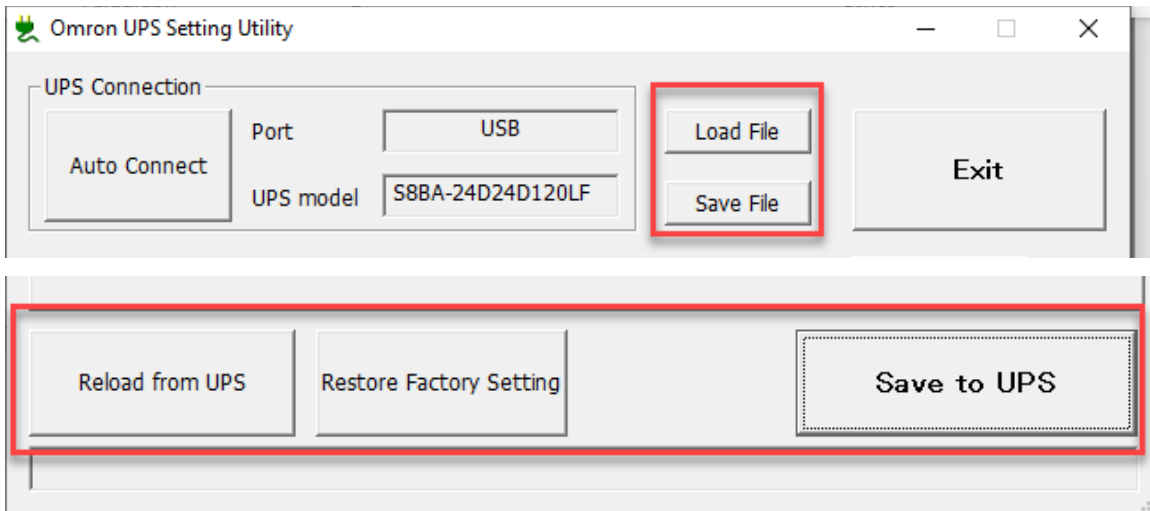 Omron UPS Setting Utility
UPS Connection
Auto Connect
Port
USB
UPS model
S8BA-24D24D120LF
Load File
Save File
Exit
Reload from UPS
Restore Factory Setting
Save to UPS